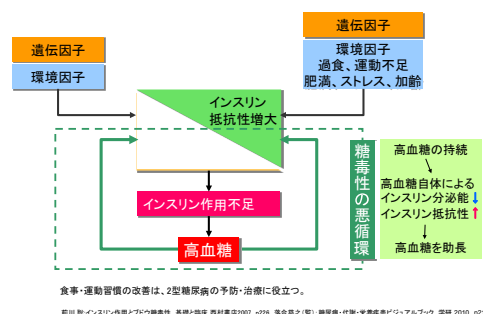 遺伝子因子
環境因子
遺伝因子
環境因子
過食、運動不足
肥満、ストレス、加齢
インスリン
抵抗性増大
インスリン作用不足
高血糖
糖毒性の悪循環
高血糖の持続
高血糖自体による
インスリン分泌能↓
インスリン抵抗性↑
高血糖を助長
食事・運動習慣の改善は、2型糖尿病の予防・治療に役立つ。